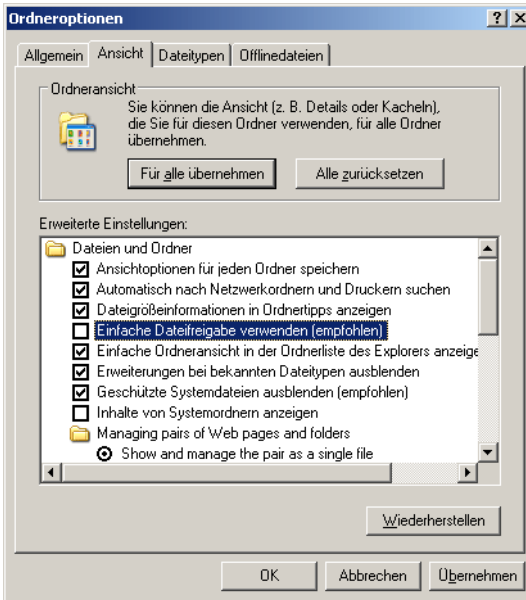 Ordneroptionen
Allgemein Ansicht Dateitypen Offlinedateien
Ordneransicht
Sie können die Ansicht (z. B. Details oder Kacheln),
die Sie für diesen Ordner verwenden, für alle Ordner
übernehmen.
Für alle übernehmen Alle zurücksetzen
Erweiterte Einstellungen:
Dateien und Ordner
Ansichtoptionen für jeden Ordner speichern
Automatisch nach Netzwerkordnern und Druckern suchen
Dateigrößeinformationen in Ordnertipps anzeigen
Einfache Dateifreigabe verwenden (empfohlen)
Einfache Ordneransicht in der Ordnerliste des Explorers anzeige
Erweiterungen bei bekannten Dateitypen ausblenden
Geschützte Systemdateien ausblenden (empfohlen)
Inhalte von Systemordnern anzeigen
Managing pairs of Web pages and folders
Show and manage the pair as a single file
Wiederherstellen
OK Abbrechen Übernehmen